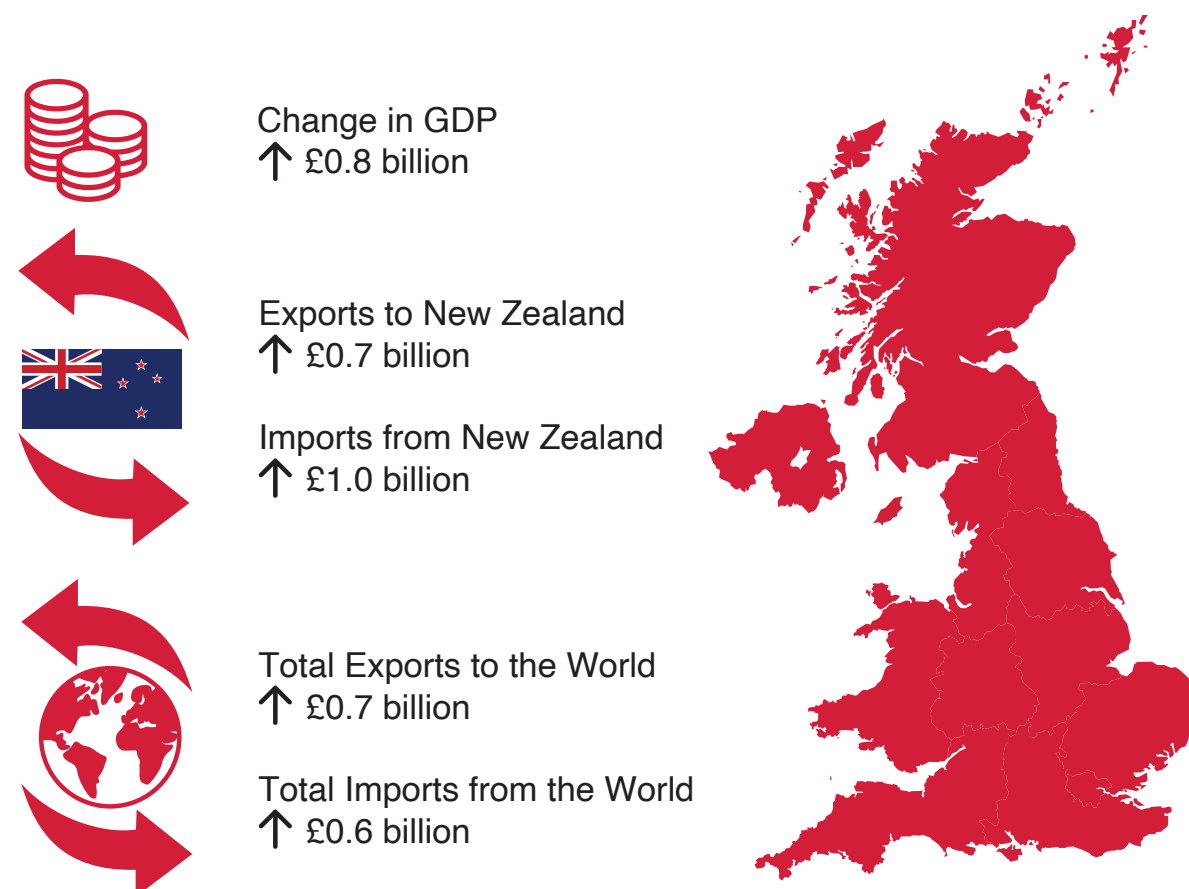 Change in GDP
↑ £0.8 billion
Exports to New Zealand
↑ £0.7 billion
Imports from New Zealand
↑ £1.0 billion
Total Exports to the World
↑ £0.7 billion
Total Imports from the World
↑ £0.6 billion